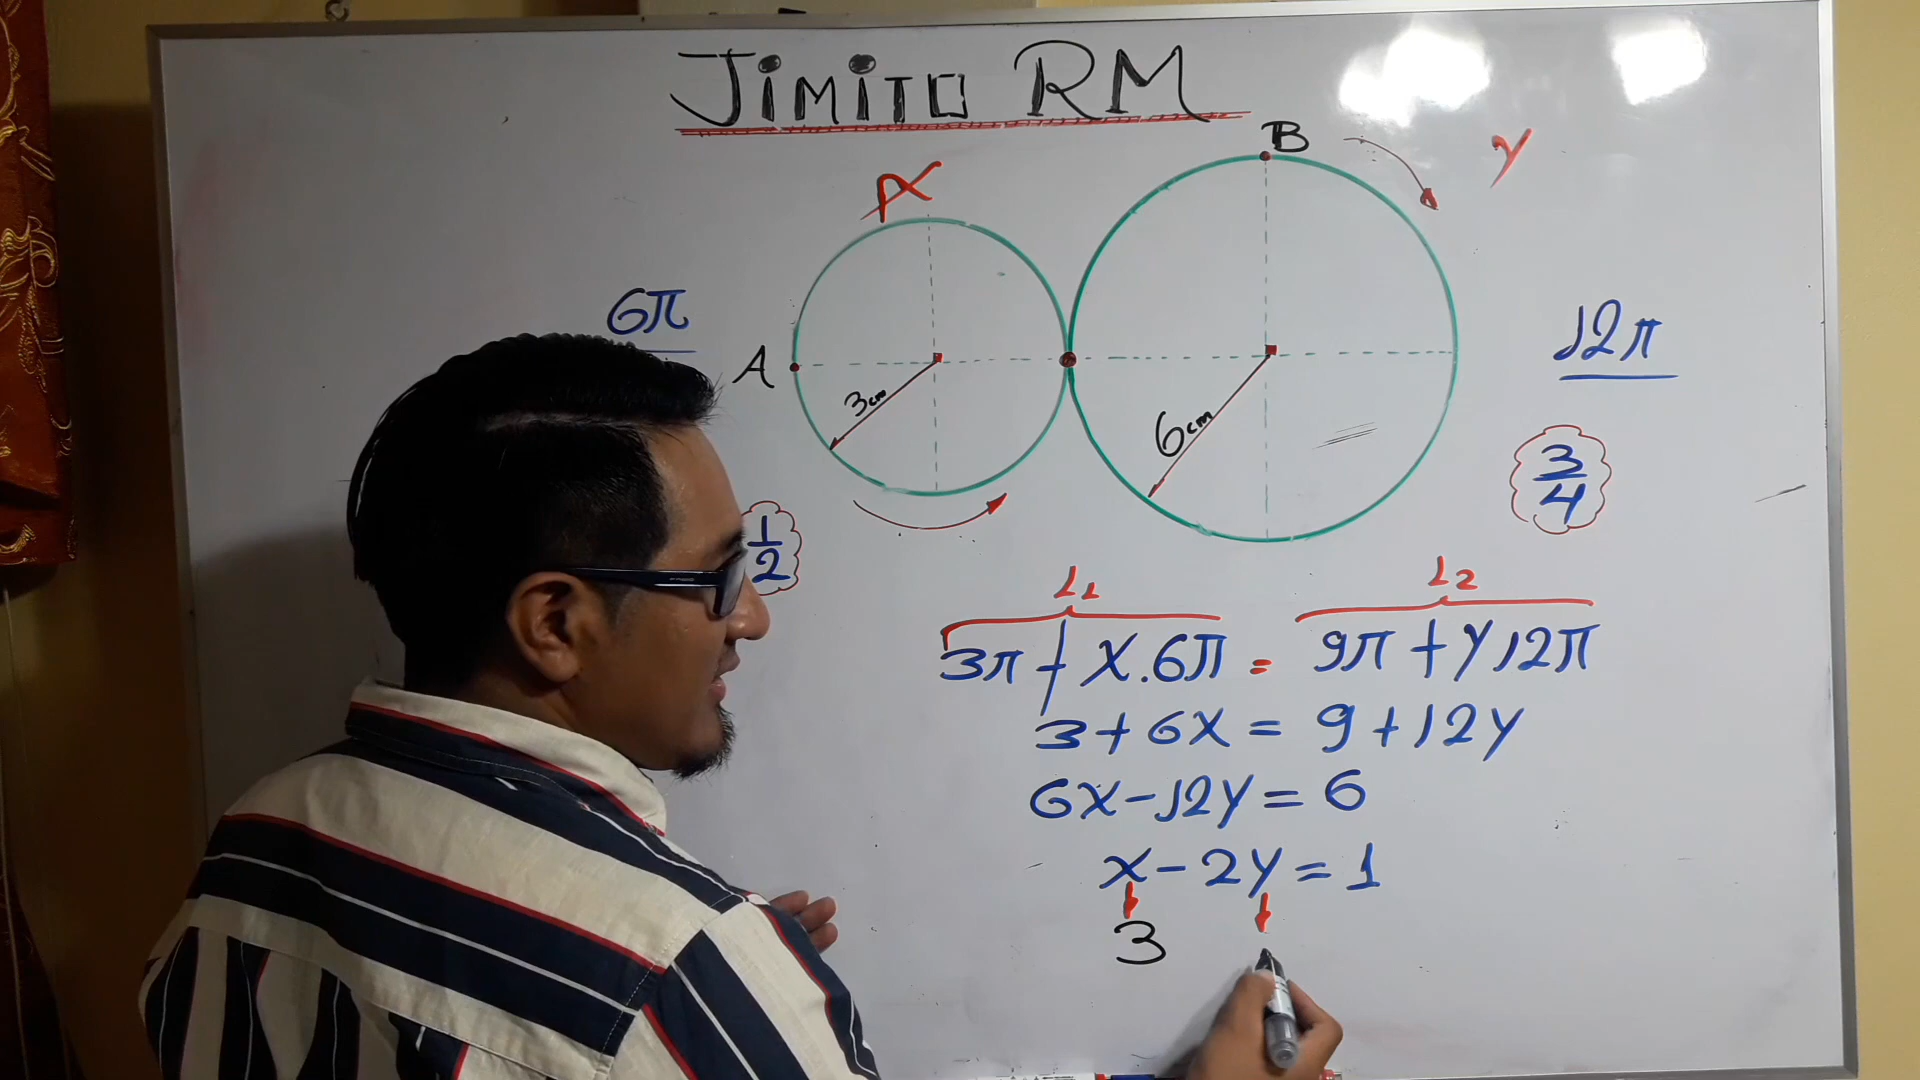 JiMiTO RM
B
X
Y
6π
12π
A
3cm
6cm
3/4
1/2
L1
L2
3π + X.6π = 9π + Y12π
3 + 6X = 9 + 12Y
6X - 12Y = 6
X - 2Y = 1
3